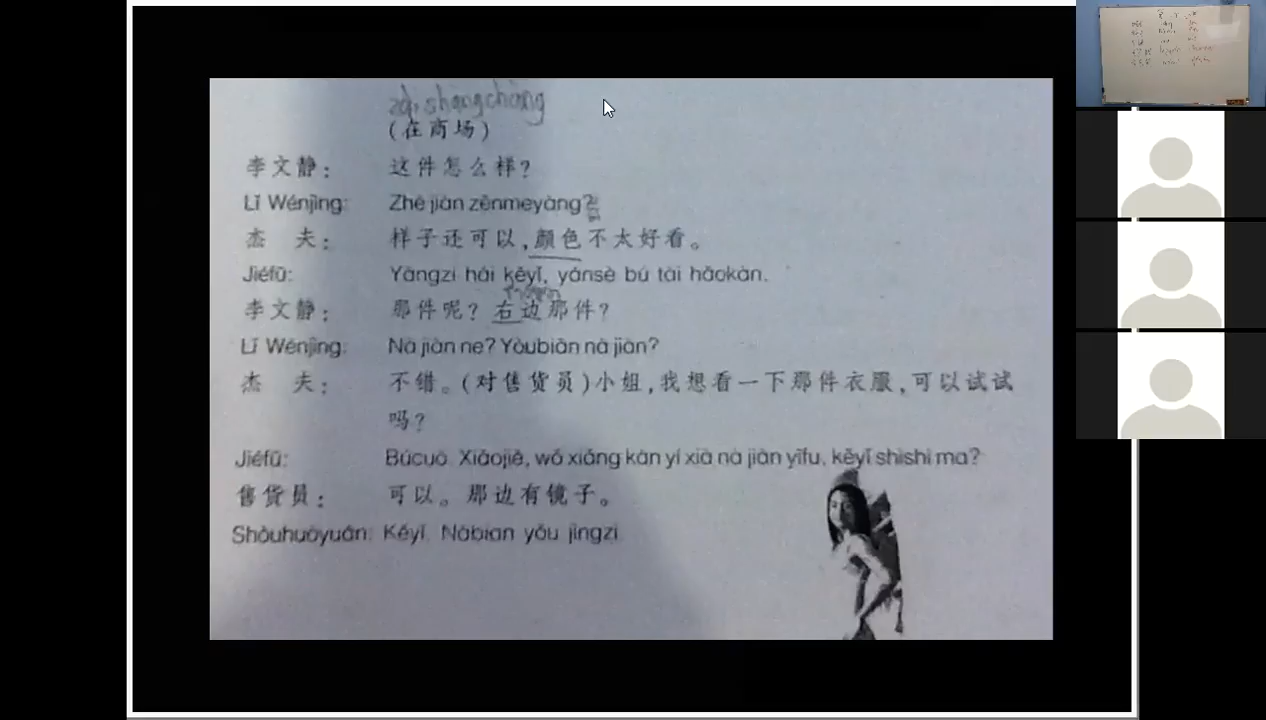 zài shāngchǎng
(在商场)
李文静: 这件怎么样?
Lǐ Wénjìng: Zhè jiàn zěnmeyàng?
杰 夫: 样子还可以,颜色不太好看。
Jiéfū: Yàngzi hái kěyǐ, yánsè bú tài hǎokàn.
李文静: 那件呢? 右边那件?
Lǐ Wénjìng: Nà jiàn ne? Yòubiān nà jiàn?
杰 夫: 不错。(对售货员)小姐,我想看一下那件衣服,可以试试
吗?
Jiéfū: Búcuò. Xiǎojiě, wǒ xiǎng kàn yí xià nà jiàn yīfu, kěyǐ shìshi ma?
售货员: 可以。那边有镜子。
Shòuhuòyuán: Kěyǐ. Nàbian yǒu jìngzi